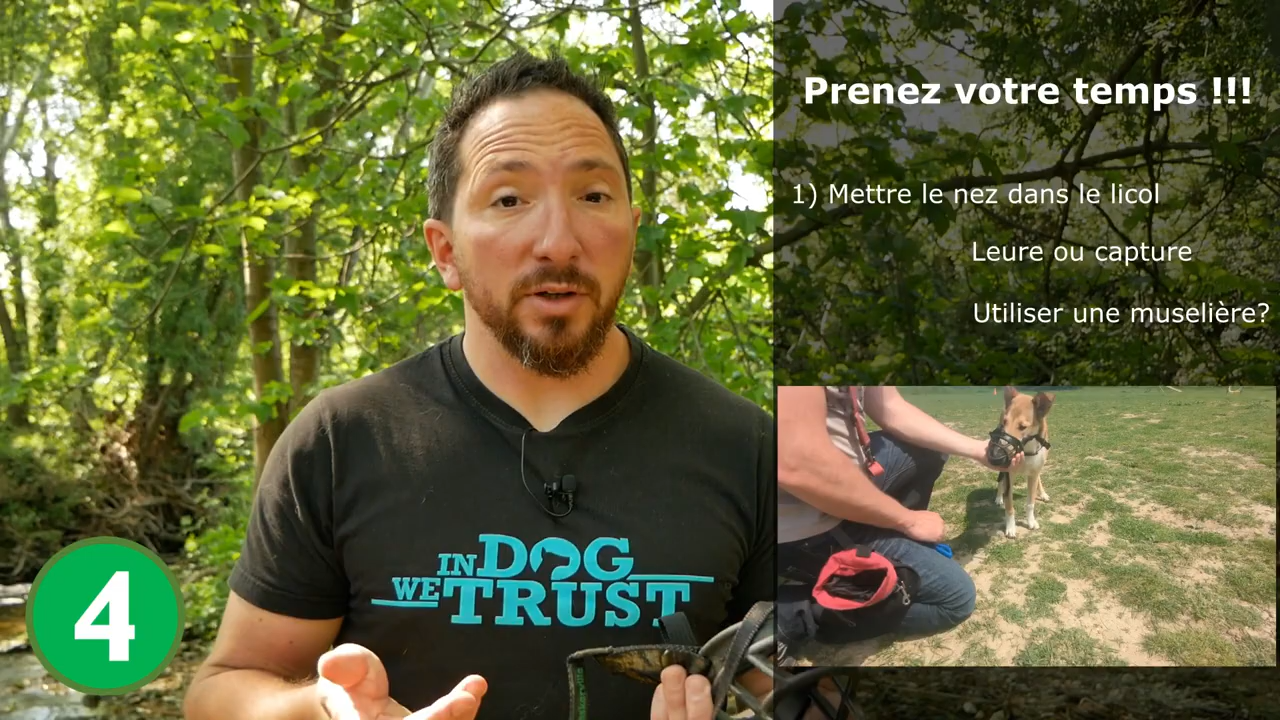 Prenez votre temps !!!
1) Mettre le nez dans le licol
Leure ou capture
Utiliser une muselière?
IN DOG
WE TRUST
4